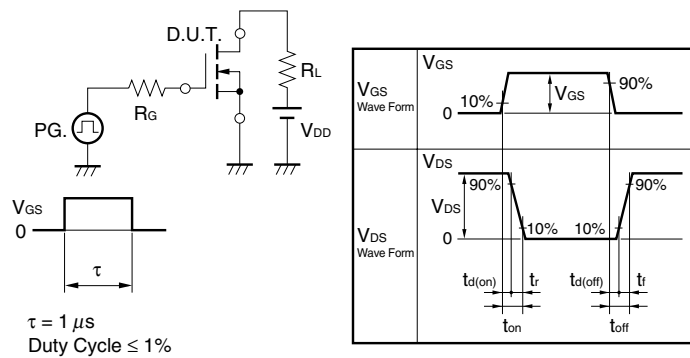 D.U.T.
RL
RG
PG.
VDD
VGS
0
τ
τ = 1 μs
Duty Cycle ≤ 1%
VGS
Wave Form
VGS
10%
0
VGS
90%
VDS
Wave Form
VDS
90%
VDS
0
10%
10%
90%
td(on)
tr
td(off)
tf
ton
toff